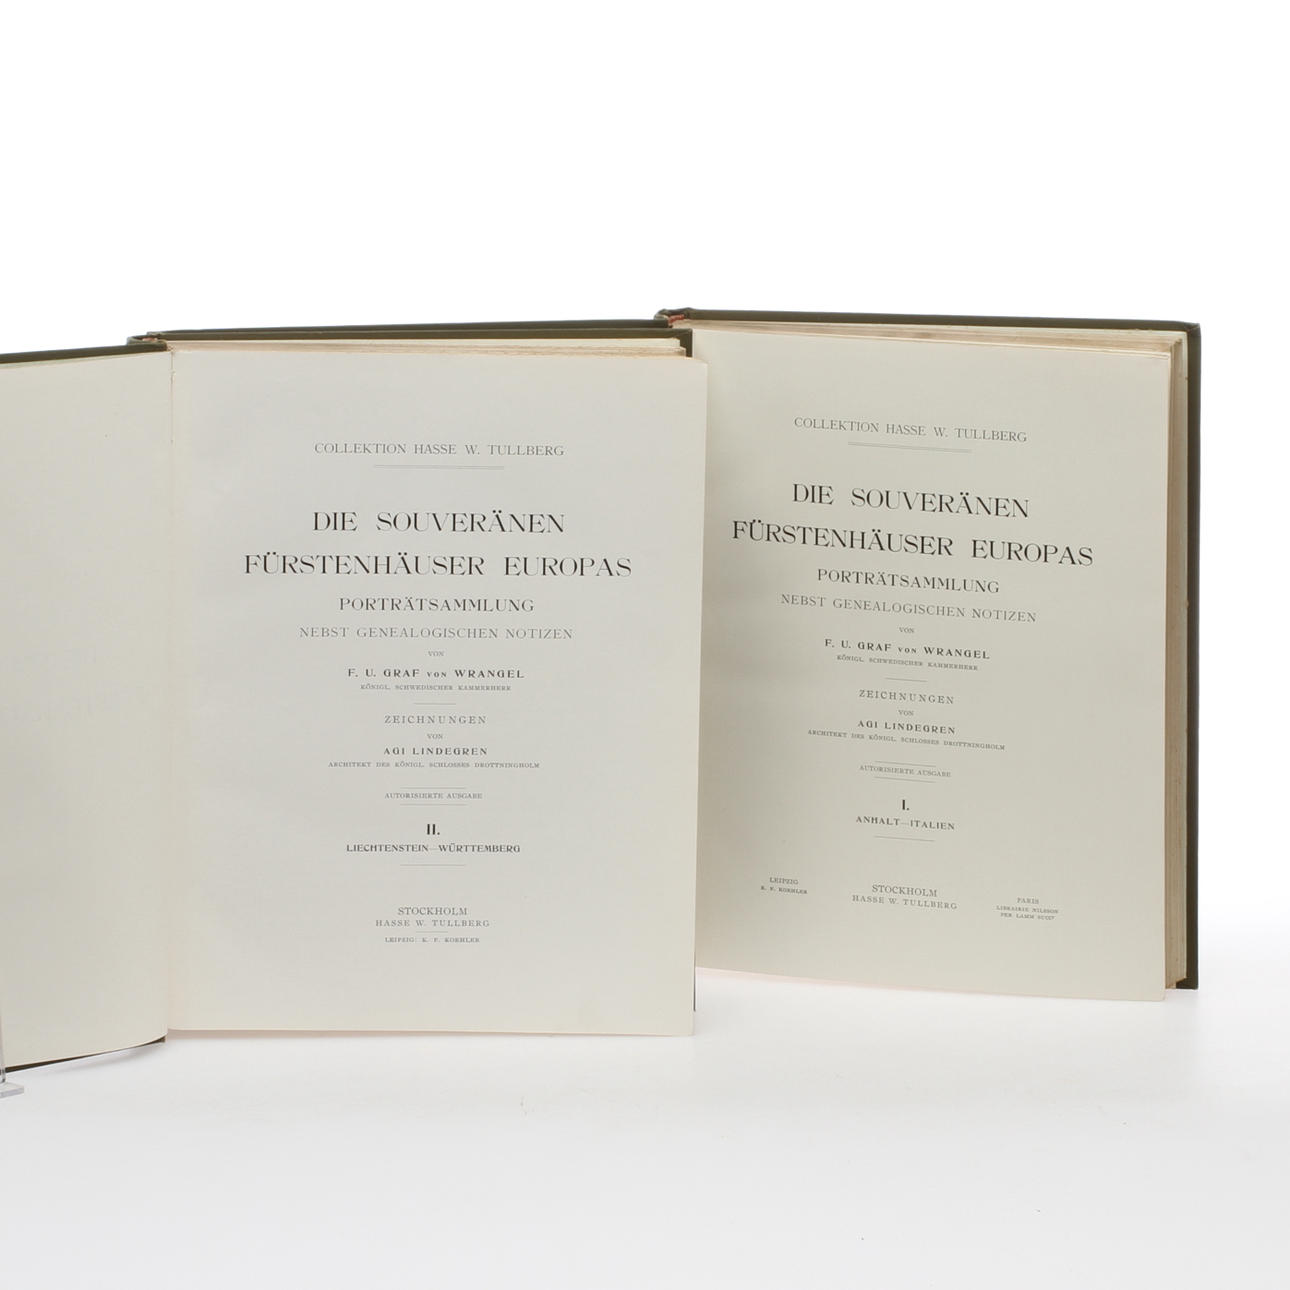 COLLEKTION HASSE W. TULLBERG
DIE SOUVERÄNEN
FÜRSTENHÄUSER EUROPAS
PORTRÄTSAMMLUNG
NEBST GENEALOGISCHEN NOTIZEN
VON
F. U. GRAF VON WRANGEL
KÖNIGL. SCHWEDISCHER KAMMERHERR
ZEICHNUNGEN
VON
AGI LINDEGREN
ARCHITEKT DES KÖNIGL. SCHLOSSES DROTTNINGHOLM
AUTORISIERTE AUSGABE
II.
LIECHTENSTEIN—WÜRTTEMBERG
STOCKHOLM
HASSE W. TULLBERG
LEIPZIG: K. F. KOEHLER
COLLEKTION HASSE W. TULLBERG
DIE SOUVERÄNEN
FÜRSTENHÄUSER EUROPAS
PORTRÄTSAMMLUNG
NEBST GENEALOGISCHEN NOTIZEN
VON
F. U. GRAF VON WRANGEL
KÖNIGL. SCHWEDISCHER KAMMERHERR
ZEICHNUNGEN
VON
AGI LINDEGREN
ARCHITEKT DES KÖNIGL. SCHLOSSES DROTTNINGHOLM
AUTORISIERTE AUSGABE
I.
ANHALT—ITALIEN
LEIPZIG
K. F. KOEHLER
STOCKHOLM
HASSE W. TULLBERG
PARIS
LIBRAIRIE NILSSON
PER LAMM SUCCR